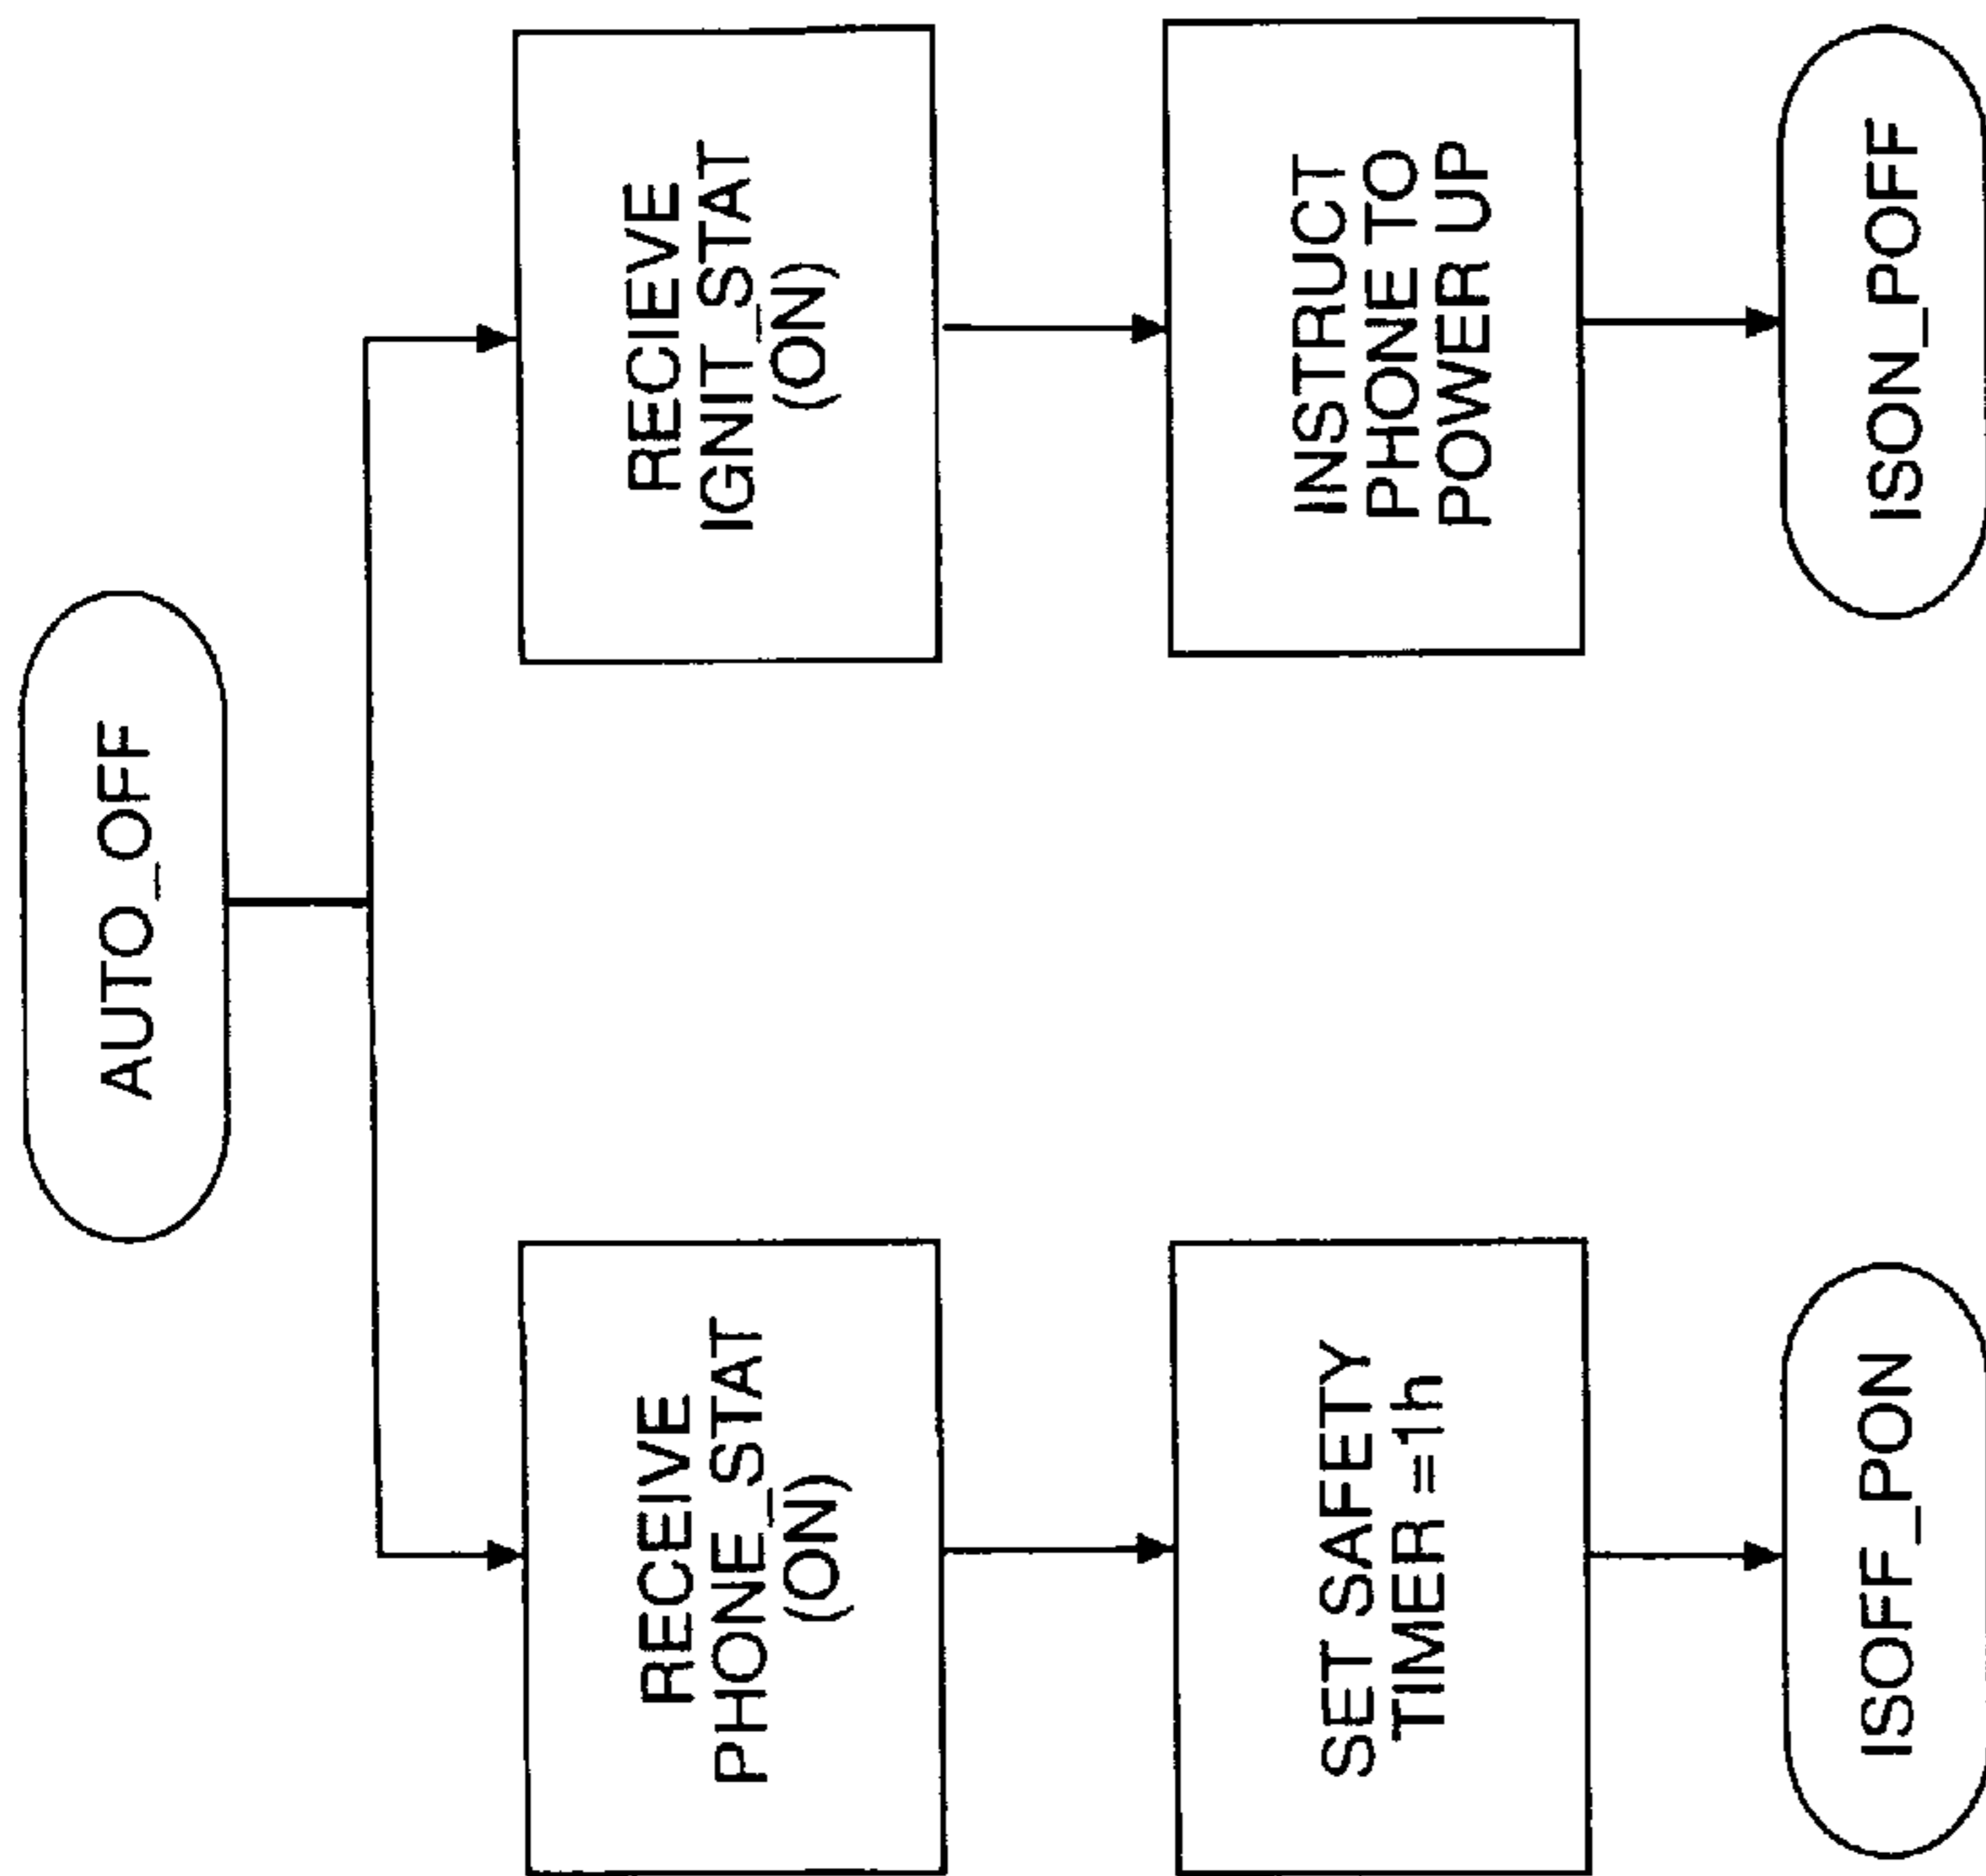 AUTO_OFF
RECEIVE
PHONE_STAT
(ON)
RECIEVE
IGNIT_STAT
(ON)
SET SAFETY
TIMER =1h
INSTRUCT
PHONE TO
POWER UP
ISOFF_PON
ISON_POFF